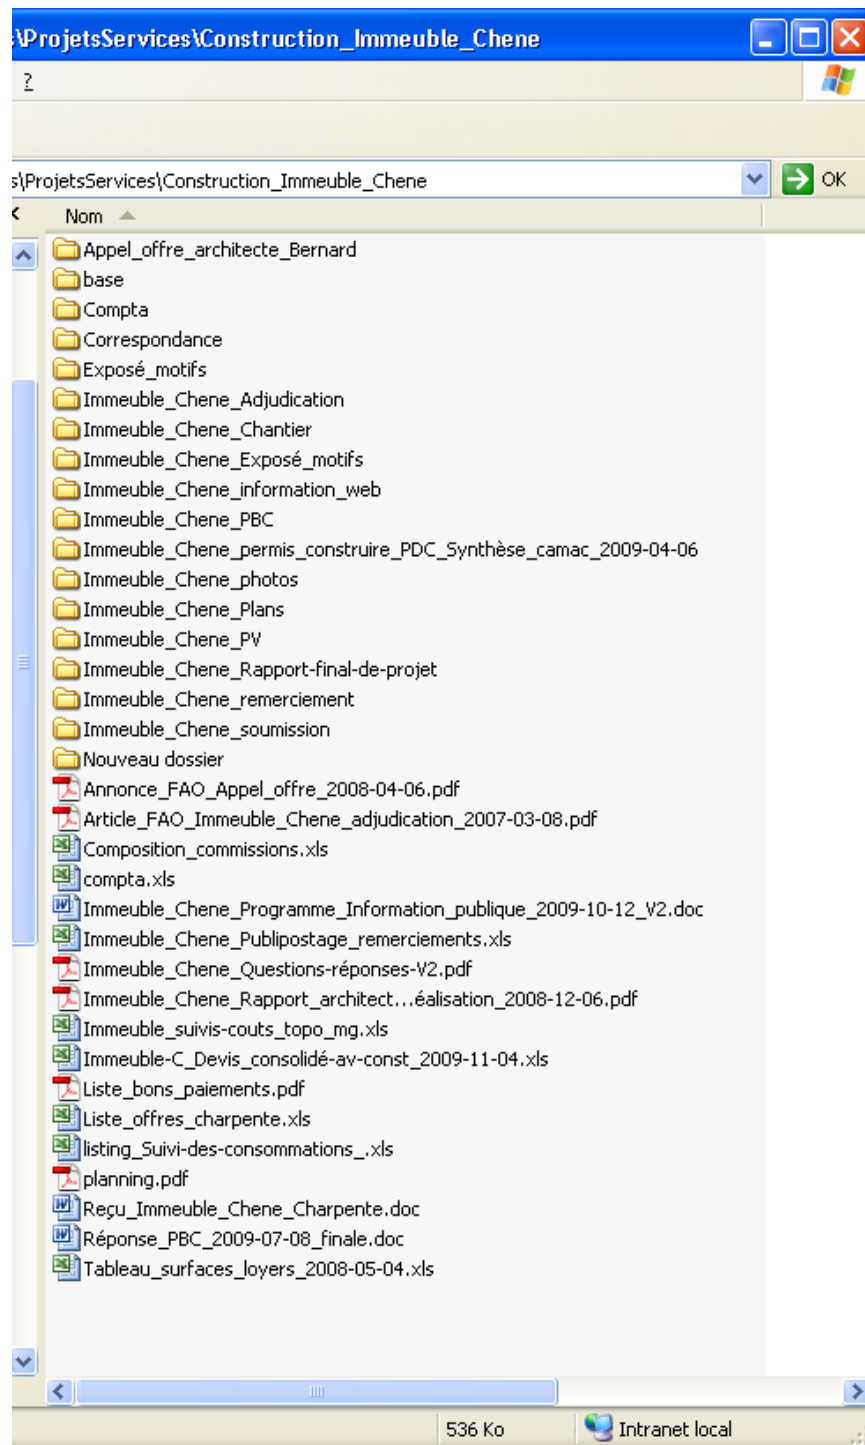 s\ProjetsServices\Construction_Immeuble_Chene
?
s\ProjetsServices\Construction_Immeuble_Chene OK
Nom
Appel_offre_architecte_Bernard
base
Compta
Correspondance
Exposé_motifs
Immeuble_Chene_Adjudication
Immeuble_Chene_Chantier
Immeuble_Chene_Exposé_motifs
Immeuble_Chene_information_web
Immeuble_Chene_PBC
Immeuble_Chene_permis_construire_PDC_Synthèse_camac_2009-04-06
Immeuble_Chene_photos
Immeuble_Chene_Plans
Immeuble_Chene_PV
Immeuble_Chene_Rapport-final-de-projet
Immeuble_Chene_remerciement
Immeuble_Chene_soumission
Nouveau dossier
Annonce_FAO_Appel_offre_2008-04-06.pdf
Article_FAO_Immeuble_Chene_adjudication_2007-03-08.pdf
Composition_commissions.xls
compta.xls
Immeuble_Chene_Programme_Information_publique_2009-10-12_V2.doc
Immeuble_Chene_Publipostage_remerciements.xls
Immeuble_Chene_Questions-réponses-V2.pdf
Immeuble_Chene_Rapport_architect...éalisation_2008-12-06.pdf
Immeuble_suivis-couts_topo_mg.xls
Immeuble-C_Devis_consolidé-av-const_2009-11-04.xls
Liste_bons_paiements.pdf
Liste_offres_charpente.xls
listing_Suivi-des-consommations_.xls
planning.pdf
Reçu_Immeuble_Chene_Charpente.doc
Réponse_PBC_2009-07-08_finale.doc
Tableau_surfaces_loyers_2008-05-04.xls
536 Ko Intranet local